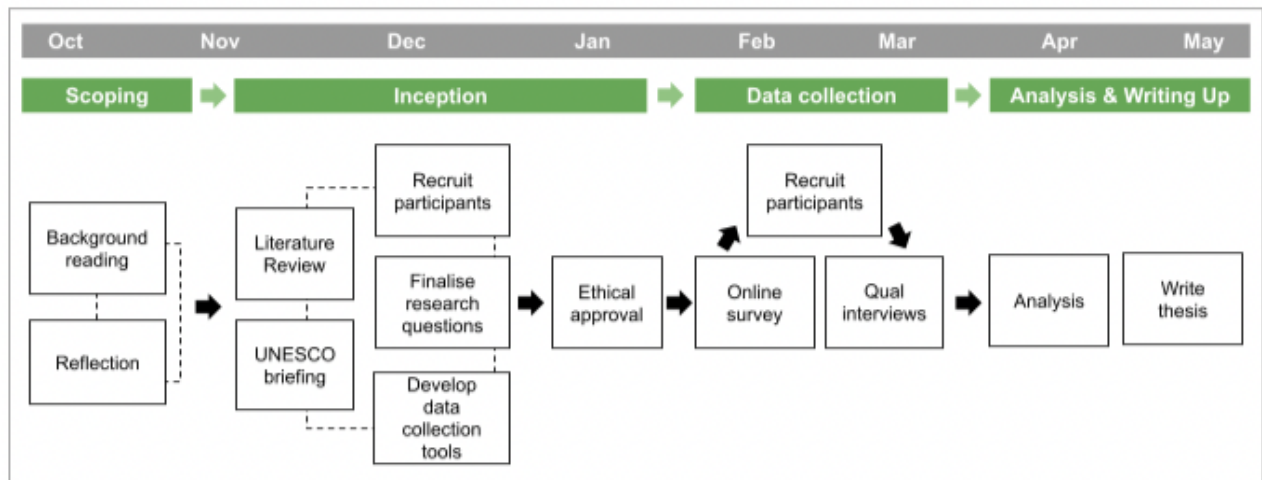 Oct Nov Dec Jan Feb Mar Apr May
Scoping Inception Data collection Analysis & Writing Up
Background
reading
Reflection
Literature
Review
UNESCO
briefing
Recruit
participants
Finalise
research
questions
Develop
data
collection
tools
Ethical
approval
Online
survey
Recruit
participants
Qual
interviews
Analysis
Write
thesis